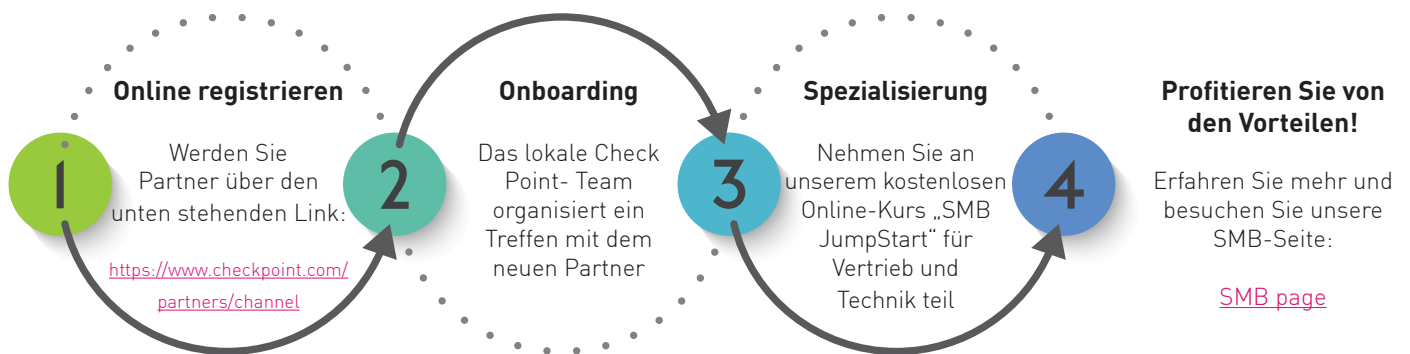 1
Online registrieren
Werden Sie
Partner über den
unten stehenden Link:
https://www.checkpoint.com/
partners/channel
2
Onboarding
Das lokale Check
Point- Team
organisiert ein
Treffen mit dem
neuen Partner
3
Spezialisierung
Nehmen Sie an
unserem kostenlosen
Online-Kurs „SMB
JumpStart“ für
Vertrieb und
Technik teil
4
Profitieren Sie von
den Vorteilen!
Erfahren Sie mehr und
besuchen Sie unsere
SMB-Seite:
SMB page